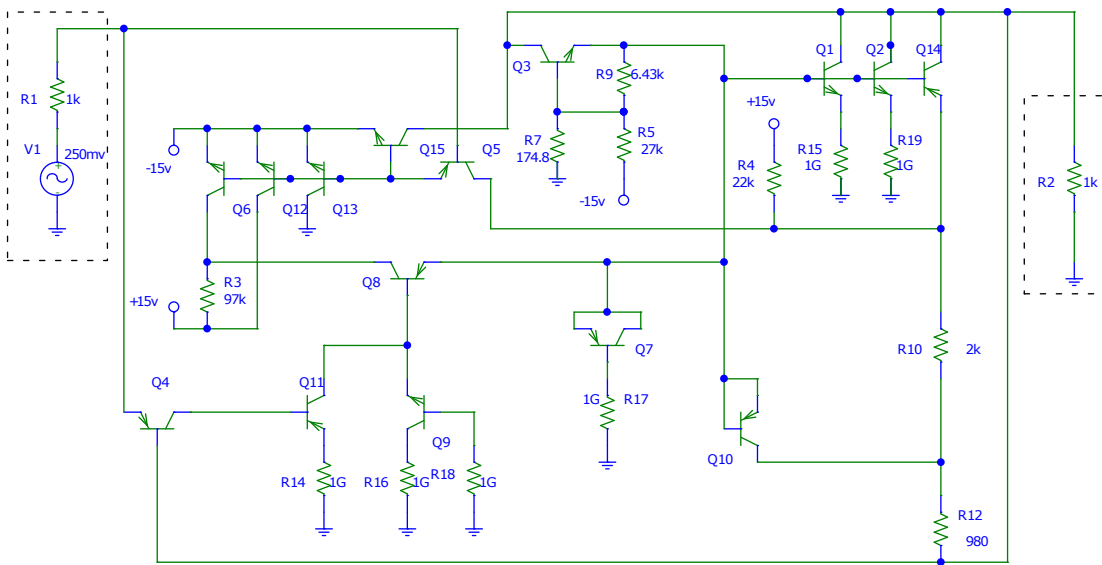 Q1 Q2 Q14
Q3
R9 6.43k
R1 1k
+15v
V1 250mv
R7 174.8
R5 27k
R15 1G
R19 1G
-15v
Q15 Q5
R4 22k
R2 1k
-15v
Q6 Q12 Q13
R3 97k
Q8
+15v
Q7
R10 2k
Q4
Q11
1G R17
Q9
Q10
R14 1G
R16 1G
R18 1G
R12 980